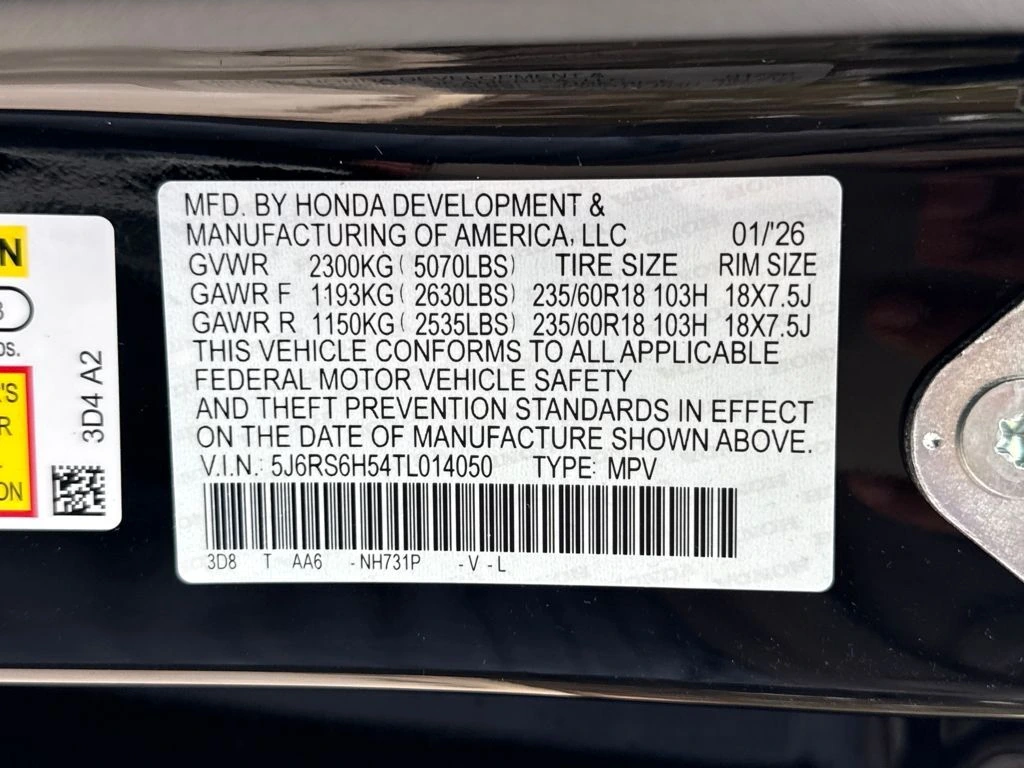 MFD. BY HONDA DEVELOPMENT &
MANUFACTURING OF AMERICA, LLC 01/'26
GVWR 2300KG ( 5070LBS) TIRE SIZE RIM SIZE
GAWR F 1193KG ( 2630LBS) 235/60R18 103H 18X7.5J
GAWR R 1150KG ( 2535LBS) 235/60R18 103H 18X7.5J
THIS VEHICLE CONFORMS TO ALL APPLICABLE
FEDERAL MOTOR VEHICLE SAFETY
AND THEFT PREVENTION STANDARDS IN EFFECT
ON THE DATE OF MANUFACTURE SHOWN ABOVE.
V.I.N.: 5J6RS6H54TL014050 TYPE: MPV
3D8 T AA6 - NH731P - V - L
3D4 A2